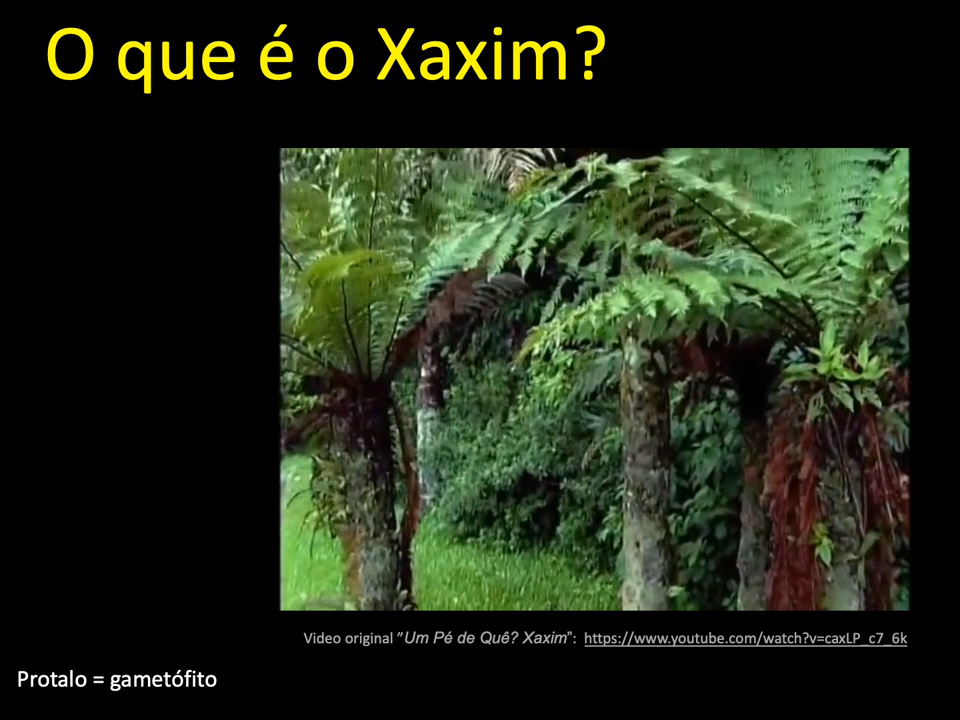 O que é o Xaxim?
Video original ”Um Pé de Quê? Xaxim”: https://www.youtube.com/watch?v=caxLP_c7_6k
Protalo = gametófito